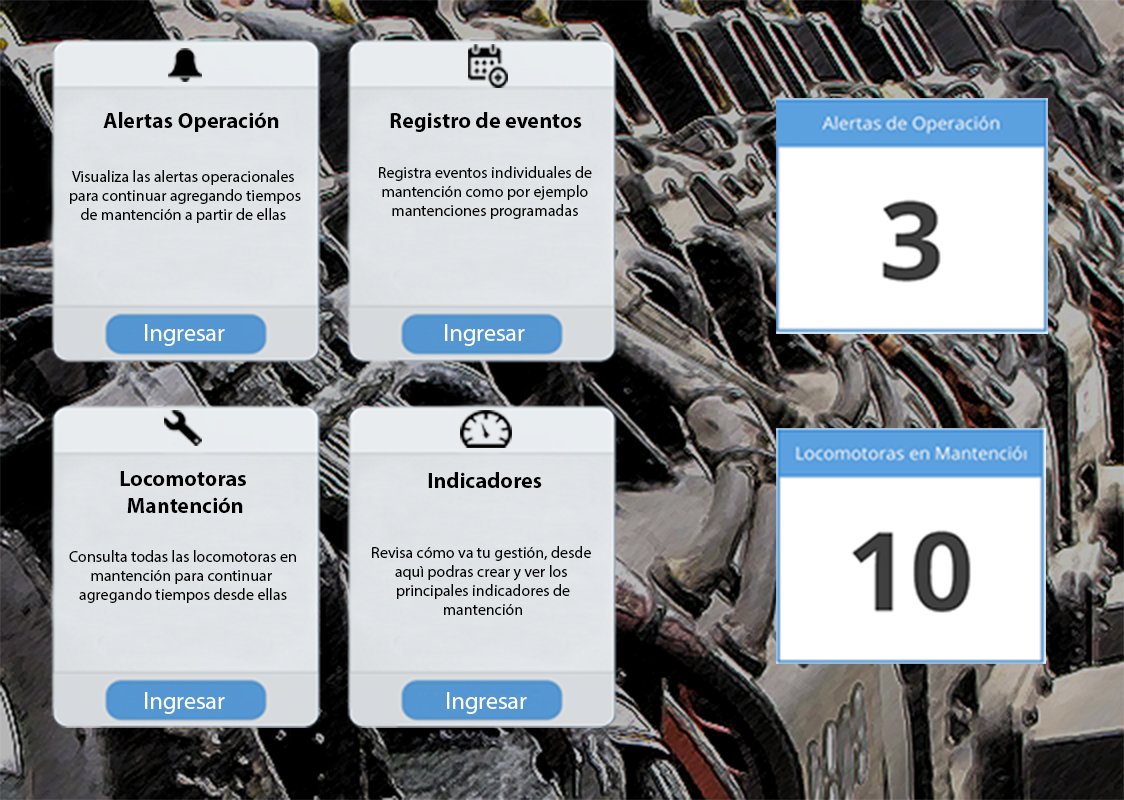 Alertas Operación
Visualiza las alertas operacionales
para continuar agregando tiempos
de mantención a partir de ellas
Ingresar
Registro de eventos
Registra eventos individuales de
mantención como por ejemplo
mantenciones programadas
Ingresar
Alertas de Operación
3
Locomotoras
Mantención
Consulta todas las locomotoras en
mantención para continuar
agregando tiempos desde ellas
Ingresar
Indicadores
Revisa cómo va tu gestión, desde
aquì podras crear y ver los
principales indicadores de
mantención
Ingresar
Locomotoras en Mantención
10